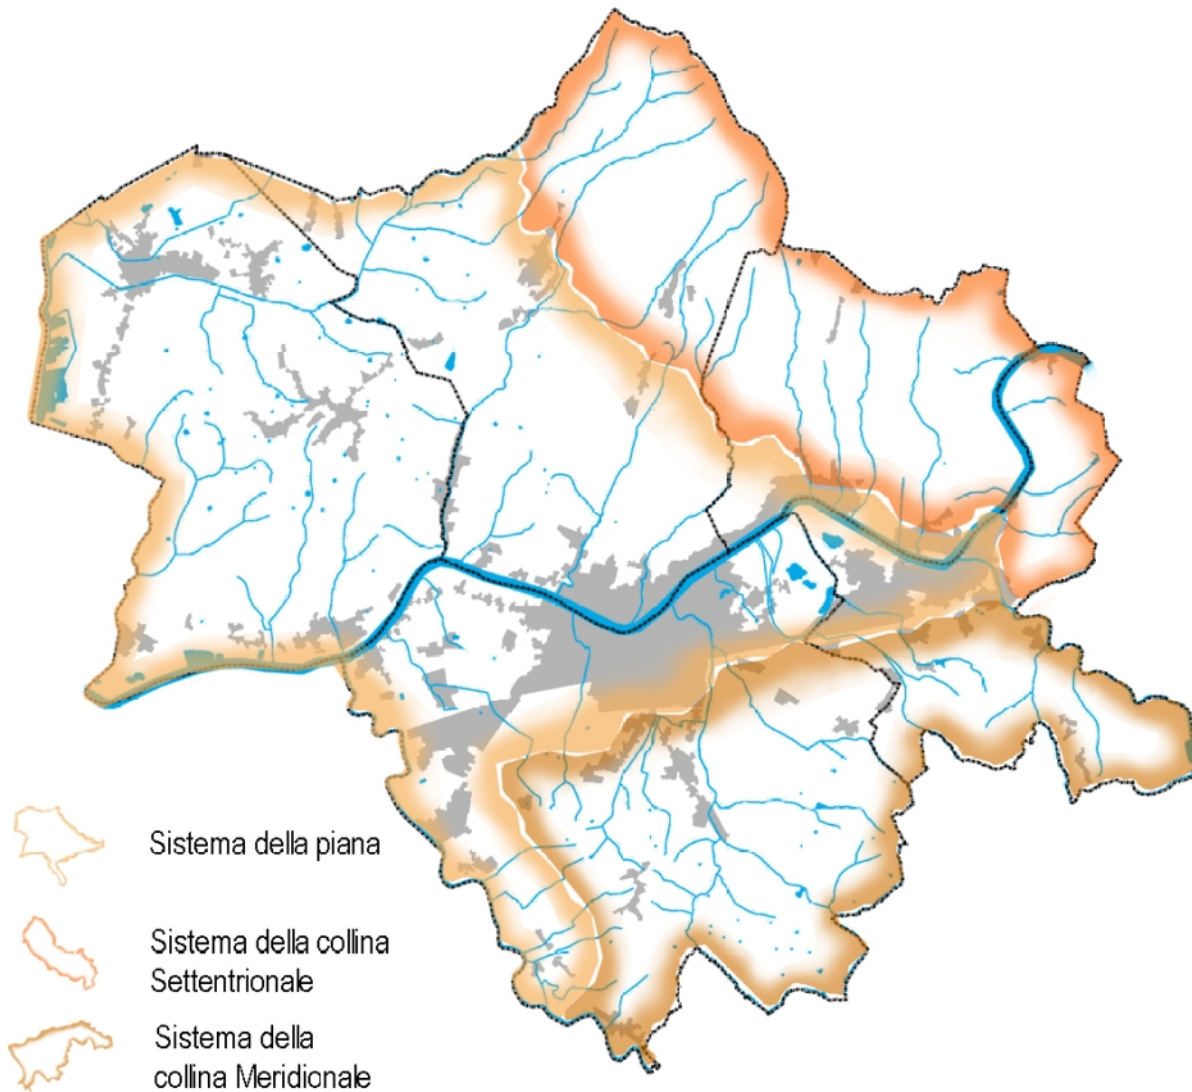 Sistema della piana
Sistema della collina
Settentrionale
Sistema della
collina Meridionale